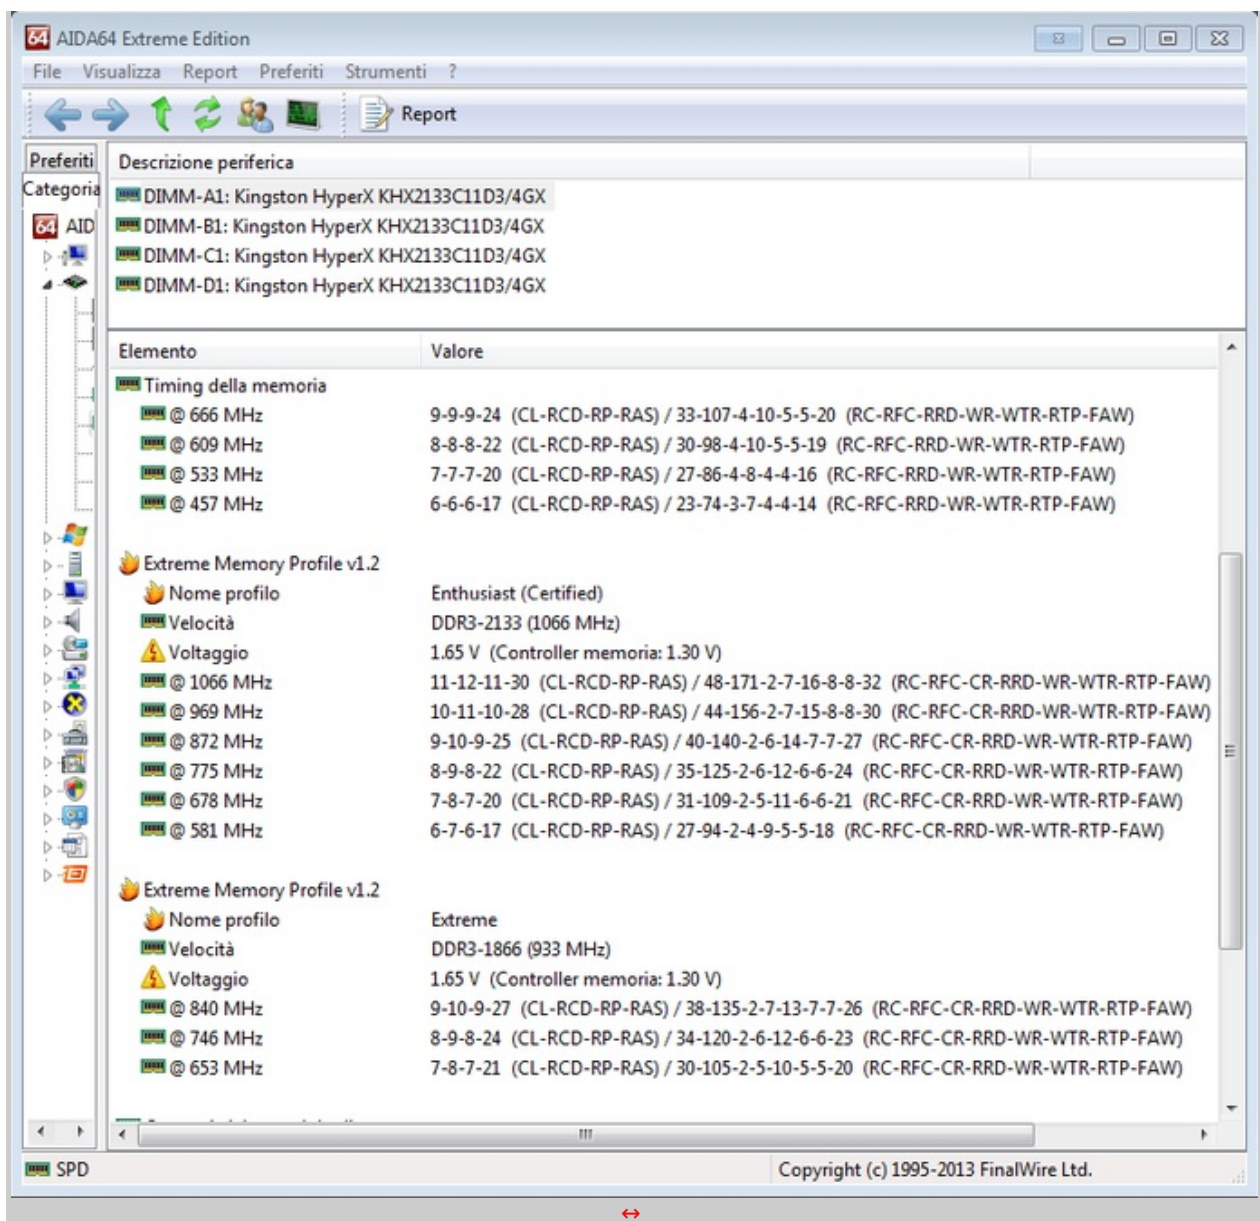 AIDA64 Extreme Edition
File Visualizza Report Preferiti Strumenti ?
Report
Preferiti
Categoria
AID
Descrizione periferica
DIMM-A1: Kingston HyperX KHX2133C11D3/4GX
DIMM-B1: Kingston HyperX KHX2133C11D3/4GX
DIMM-C1: Kingston HyperX KHX2133C11D3/4GX
DIMM-D1: Kingston HyperX KHX2133C11D3/4GX
Elemento Valore
Timing della memoria
@ 666 MHz 9-9-9-24 (CL-RCD-RP-RAS) / 33-107-4-10-5-5-20 (RC-RFC-RRD-WR-WTR-RTP-FAW)
@ 609 MHz 8-8-8-22 (CL-RCD-RP-RAS) / 30-98-4-10-5-5-19 (RC-RFC-RRD-WR-WTR-RTP-FAW)
@ 533 MHz 7-7-7-20 (CL-RCD-RP-RAS) / 27-86-4-8-4-4-16 (RC-RFC-RRD-WR-WTR-RTP-FAW)
@ 457 MHz 6-6-6-17 (CL-RCD-RP-RAS) / 23-74-3-7-4-4-14 (RC-RFC-RRD-WR-WTR-RTP-FAW)
Extreme Memory Profile v1.2
Nome profilo Enthusiast (Certified)
Velocità DDR3-2133 (1066 MHz)
Voltaggio 1.65 V (Controller memoria: 1.30 V)
@ 1066 MHz 11-12-11-30 (CL-RCD-RP-RAS) / 48-171-2-7-16-8-8-32 (RC-RFC-CR-RRD-WR-WTR-RTP-FAW)
@ 969 MHz 10-11-10-28 (CL-RCD-RP-RAS) / 44-156-2-7-15-8-8-30 (RC-RFC-CR-RRD-WR-WTR-RTP-FAW)
@ 872 MHz 9-10-9-25 (CL-RCD-RP-RAS) / 40-140-2-6-14-7-7-27 (RC-RFC-CR-RRD-WR-WTR-RTP-FAW)
@ 775 MHz 8-9-8-22 (CL-RCD-RP-RAS) / 35-125-2-6-12-6-6-24 (RC-RFC-CR-RRD-WR-WTR-RTP-FAW)
@ 678 MHz 7-8-7-20 (CL-RCD-RP-RAS) / 31-109-2-5-11-6-6-21 (RC-RFC-CR-RRD-WR-WTR-RTP-FAW)
@ 581 MHz 6-7-6-17 (CL-RCD-RP-RAS) / 27-94-2-4-9-5-5-18 (RC-RFC-CR-RRD-WR-WTR-RTP-FAW)
Extreme Memory Profile v1.2
Nome profilo Extreme
Velocità DDR3-1866 (933 MHz)
Voltaggio 1.65 V (Controller memoria: 1.30 V)
@ 840 MHz 9-10-9-27 (CL-RCD-RP-RAS) / 38-135-2-7-13-7-7-26 (RC-RFC-CR-RRD-WR-WTR-RTP-FAW)
@ 746 MHz 8-9-8-24 (CL-RCD-RP-RAS) / 34-120-2-6-12-6-6-23 (RC-RFC-CR-RRD-WR-WTR-RTP-FAW)
@ 653 MHz 7-8-7-21 (CL-RCD-RP-RAS) / 30-105-2-5-10-5-5-20 (RC-RFC-CR-RRD-WR-WTR-RTP-FAW)
SPD Copyright (c) 1995-2013 FinalWire Ltd.